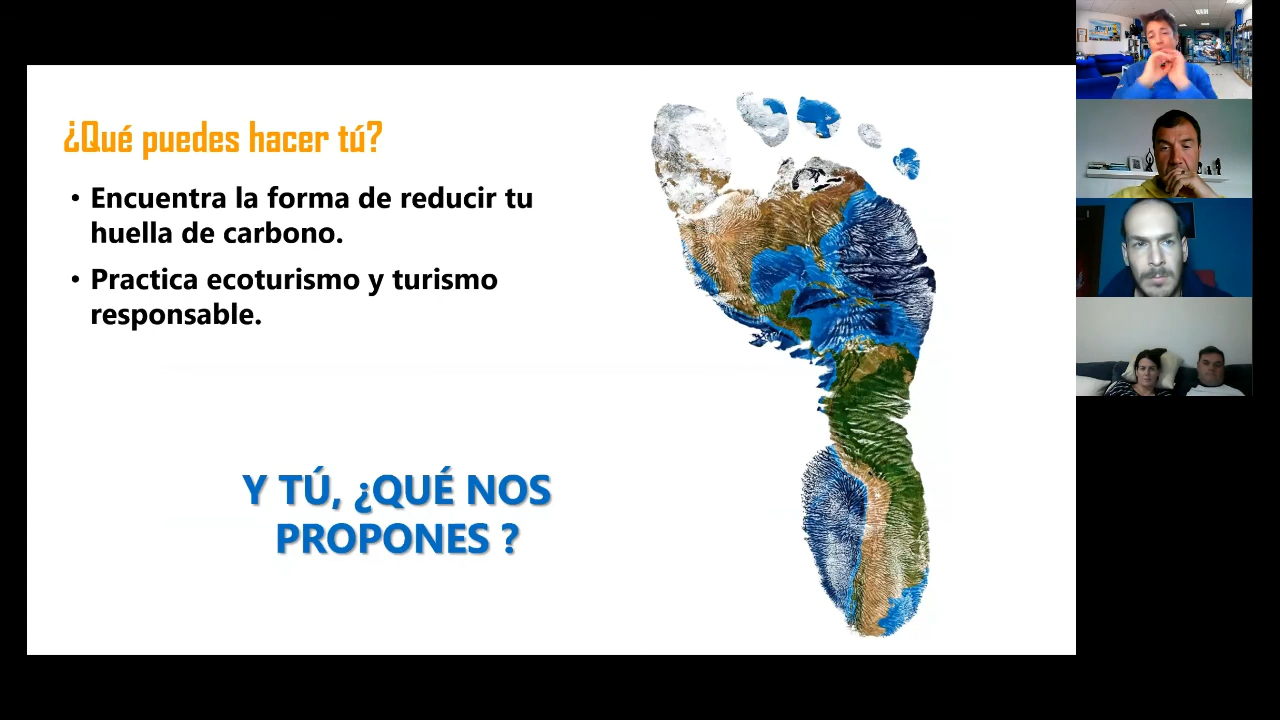 ¿Qué puedes hacer tú?
• Encuentra la forma de reducir tu
huella de carbono.
• Practica ecoturismo y turismo
responsable.
Y TÚ, ¿QUÉ NOS
PROPONES ?